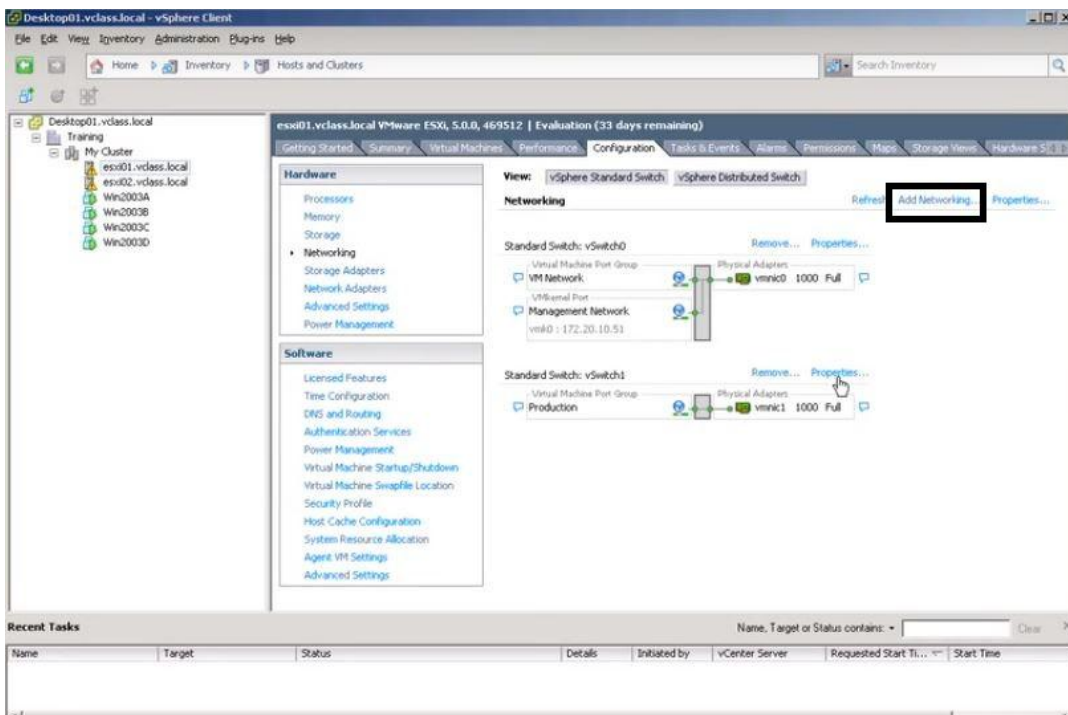 Desktop01.vclass.local - vSphere Client
File Edit View Inventory Administration Plug-ins Help
Home Inventory Hosts and Clusters
Search Inventory
Desktop01.vclass.local
Training
My Cluster
esxi01.vclass.local
esxi02.vclass.local
Win2003A
Win2003B
Win2003C
Win2003D
esxi01.vclass.local VMware ESXi, 5.0.0, 469512 | Evaluation (33 days remaining)
Getting Started Summary Virtual Machines Performance Configuration Tasks & Events Alarms Permissions Maps Storage Views Hardware S
Hardware
Processors
Memory
Storage
Networking
Storage Adapters
Network Adapters
Advanced Settings
Power Management
Software
Licensed Features
Time Configuration
DNS and Routing
Authentication Services
Power Management
Virtual Machine Startup/Shutdown
Virtual Machine Swapfile Location
Security Profile
Host Cache Configuration
System Resource Allocation
Agent VM Settings
Advanced Settings
View: vSphere Standard Switch vSphere Distributed Switch
Networking
Refresh Add Networking... Properties...
Standard Switch: vSwitch0 Remove... Properties...
Virtual Machine Port Group Physical Adapters
VM Network vmnic0 1000 Full
VMkernel Port
Management Network
vmk0 : 172.20.10.51
Standard Switch: vSwitch1 Remove... Properties...
Virtual Machine Port Group Physical Adapters
Production vmnic1 1000 Full
Recent Tasks
Name, Target or Status contains: Clear
Name Target Status Details Initiated by vCenter Server Requested Start Ti... Start Time